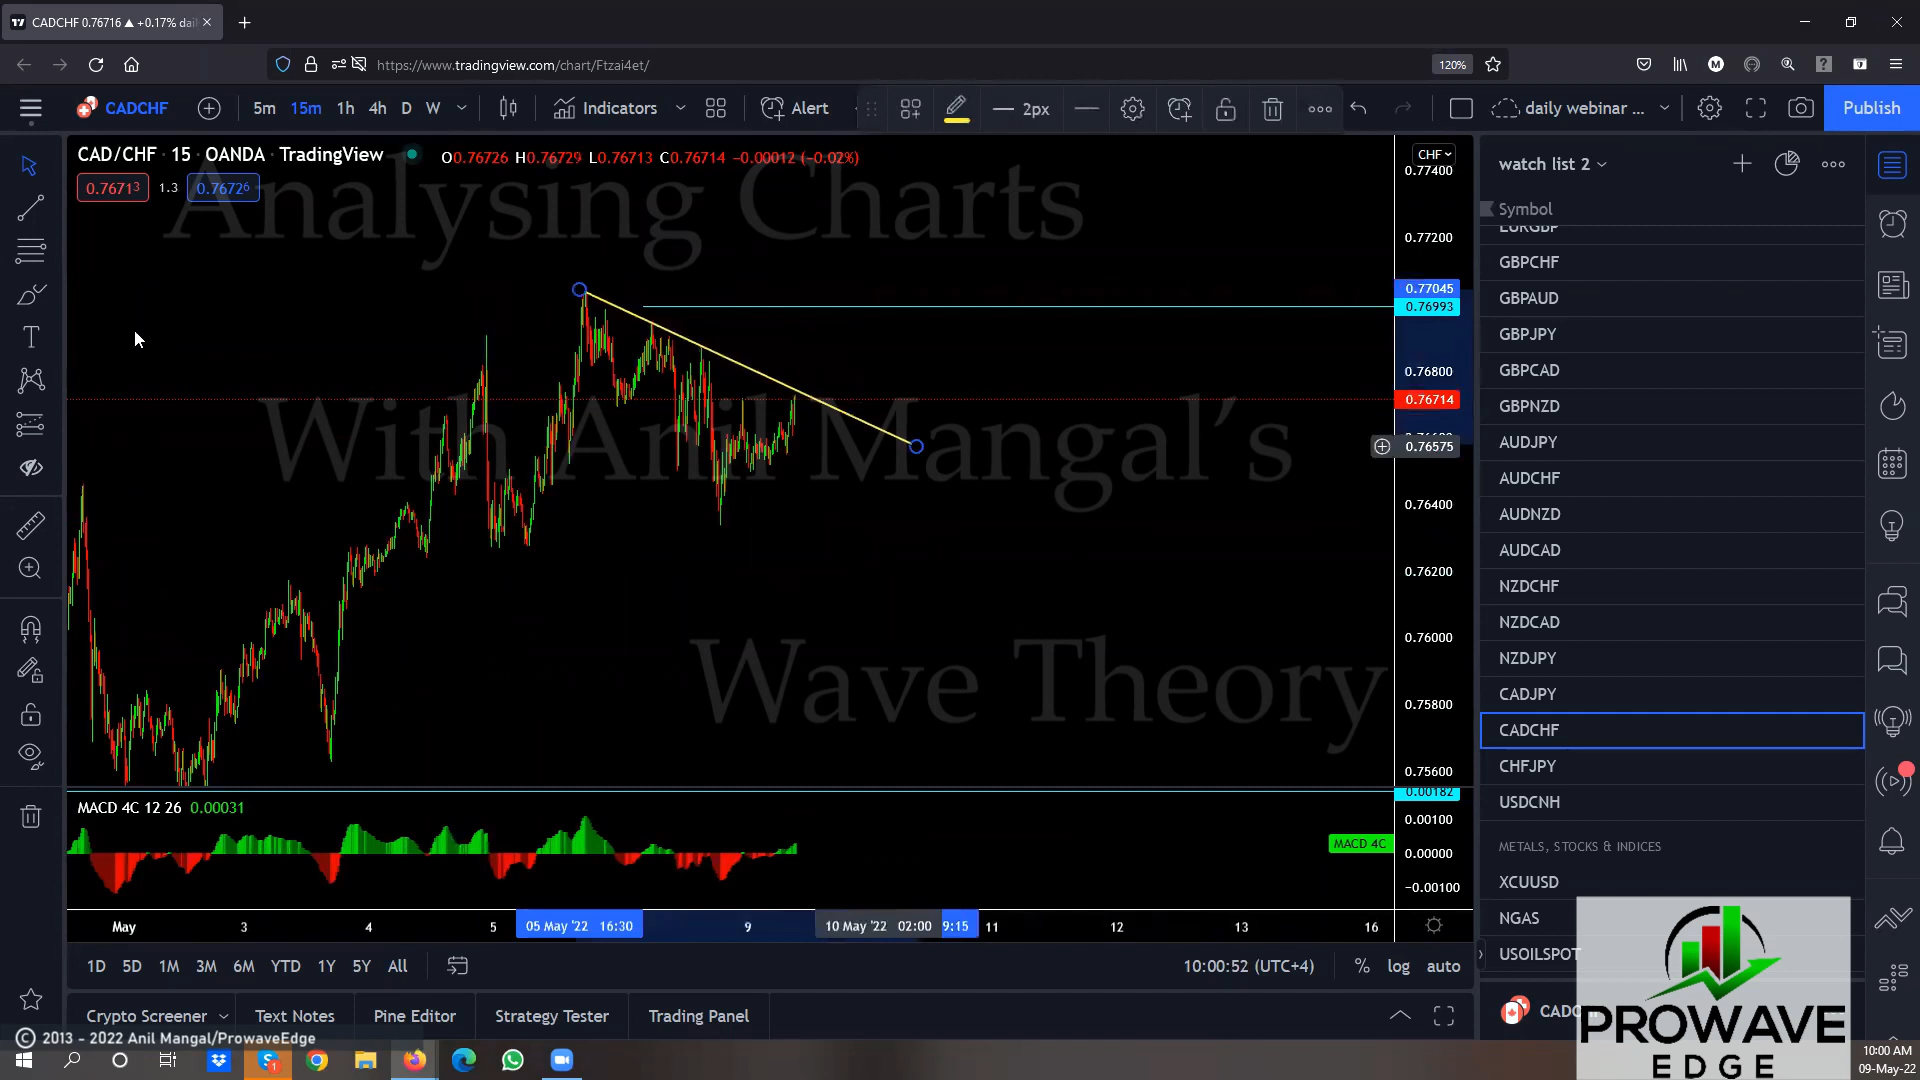 CADCHF 0.76716 ▲ +0.17% dai
https://www.tradingview.com/chart/Ftzai4et/
120%
CADCHF
5m 15m 1h 4h D W
Indicators
Alert
2px
daily webinar ...
Publish
CAD/CHF · 15 · OANDA · TradingView
O0.76726 H0.76729 L0.76713 C0.76714 −0.00012 (−0.02%)
0.76713 1.3 0.76726
Analysing Charts
With Anil Mangal's
Wave Theory
CHF
0.77400
0.77200
0.77045
0.76993
0.76800
0.76714
0.76575
0.76400
0.76200
0.76000
0.75800
0.75600
0.00182
MACD 4C 12 26 0.00031
0.00100
MACD 4C
0.00000
−0.00100
May 3 4 5 05 May '22 16:30 9 10 May '22 02:00 9:15 11 12 13 16
1D 5D 1M 3M 6M YTD 1Y 5Y All
10:00:52 (UTC+4) % log auto
Crypto Screener Text Notes Pine Editor Strategy Tester Trading Panel
© 2013 - 2022 Anil Mangal/ProwaveEdge
watch list 2
Symbol
EURGBP
GBPCHF
GBPAUD
GBPJPY
GBPCAD
GBPNZD
AUDJPY
AUDCHF
AUDNZD
AUDCAD
NZDCHF
NZDCAD
NZDJPY
CADJPY
CADCHF
CHFJPY
USDCNH
METALS, STOCKS & INDICES
XCUUSD
NGAS
USOILSPOT
PROWAVE
EDGE
10:00 AM
09-May-22